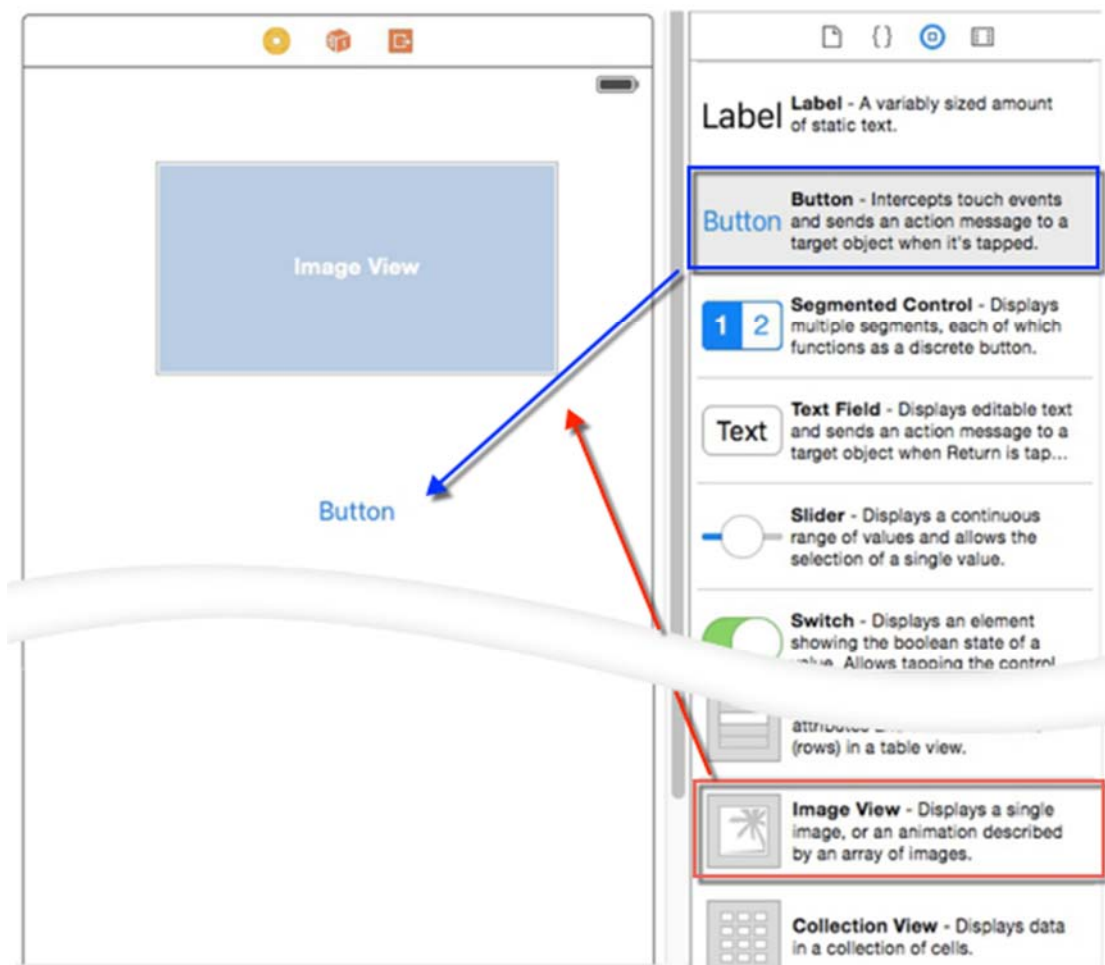 Image View
Button
Label
Label - A variably sized amount
of static text.
Button
Button - Intercepts touch events
and sends an action message to a
target object when it's tapped.
1 2
Segmented Control - Displays
multiple segments, each of which
functions as a discrete button.
Text
Text Field - Displays editable text
and sends an action message to a
target object when Return is tap...
Slider - Displays a continuous
range of values and allows the
selection of a single value.
Switch - Displays an element
showing the boolean state of a
value. Allows tapping the control
attributes
(rows) in a table view.
Image View - Displays a single
image, or an animation described
by an array of images.
Collection View - Displays data
in a collection of cells.